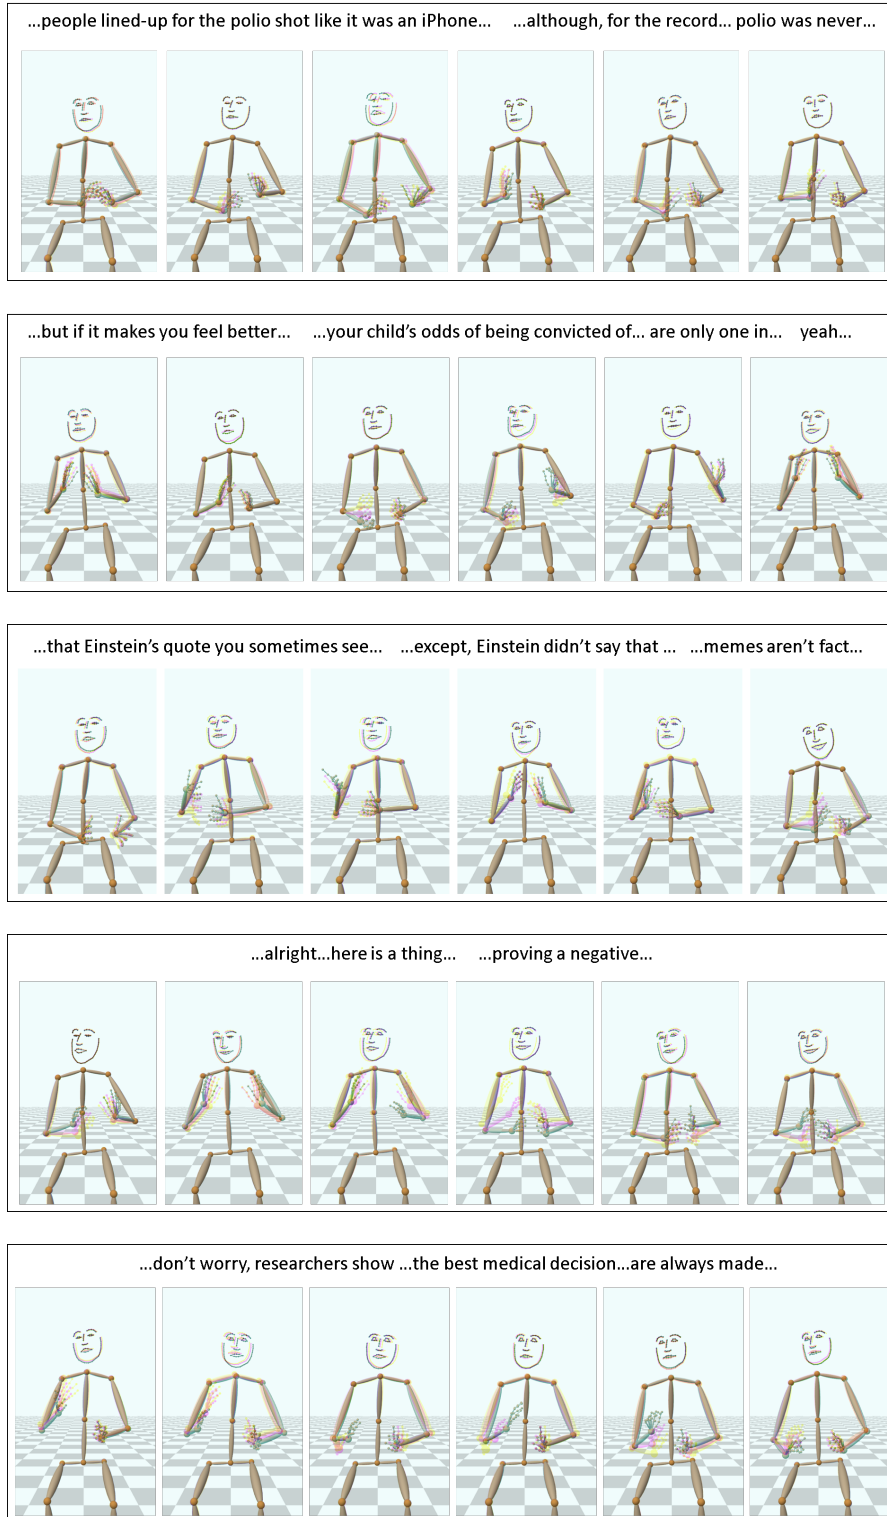 ...people lined-up for the polio shot like it was an iPhone... ...although, for the record... polio was never...
...but if it makes you feel better... ...your child's odds of being convicted of... are only one in... yeah...
...that Einstein's quote you sometimes see... ...except, Einstein didn't say that ... ...memes aren't fact...
...alright...here is a thing... ...proving a negative...
...don't worry, researchers show ...the best medical decision...are always made...